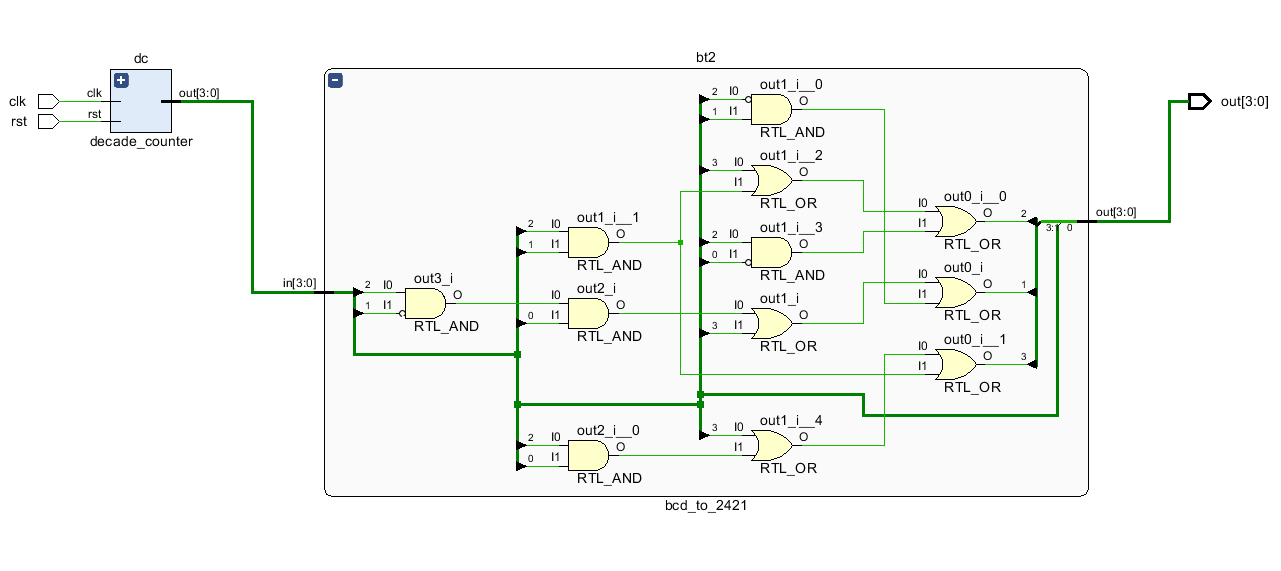 dc
clk
rst
clk
rst
out[3:0]
decade_counter
bt2
in[3:0]
2 I0 out3_i O
1 I1
RTL_AND
2 I0 out1_i__1 O
1 I1
RTL_AND
I0 out2_i O
0 I1
RTL_AND
2 I0 out2_i__0 O
0 I1
RTL_AND
2 I0 out1_i__0 O
1 I1
RTL_AND
3 I0 out1_i__2 O
I1
RTL_OR
2 I0 out1_i__3 O
0 I1
RTL_AND
I0 out1_i O
3 I1
RTL_OR
3 I0 out1_i__4 O
I1
RTL_OR
I0 out0_i__0 O 2
I1
RTL_OR
I0 out0_i O 1
I1
RTL_OR
I0 out0_i__1 O 3
I1
RTL_OR
3:1 0
out[3:0]
out[3:0]
bcd_to_2421